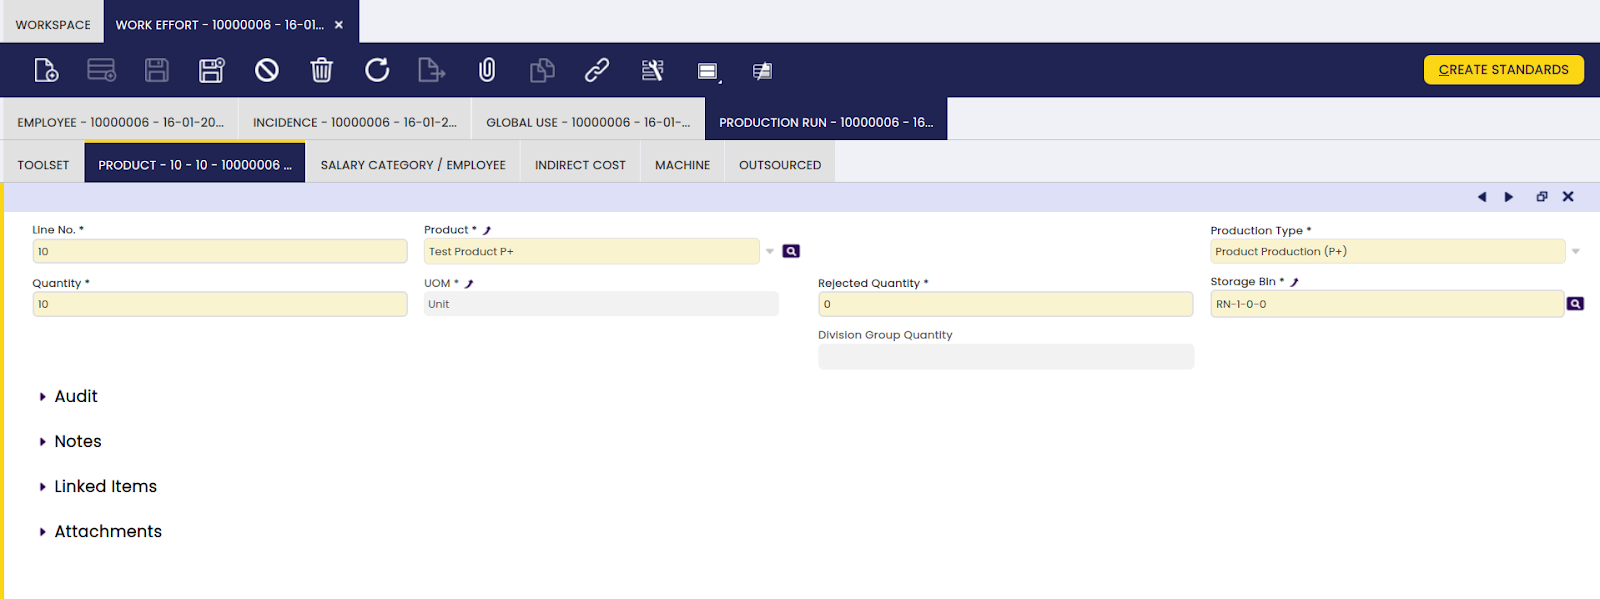 WORKSPACE
WORK EFFORT - 10000006 - 16-01... ×
CREATE STANDARDS
EMPLOYEE - 10000006 - 16-01-20...
INCIDENCE - 10000006 - 16-01-2...
GLOBAL USE - 10000006 - 16-01-...
PRODUCTION RUN - 10000006 - 16...
TOOLSET
PRODUCT - 10 - 10 - 10000006 ...
SALARY CATEGORY / EMPLOYEE
INDIRECT COST
MACHINE
OUTSOURCED
Line No. *
10
Product *
Test Product P+
Production Type *
Product Production (P+)
Quantity *
10
UOM *
Unit
Rejected Quantity *
0
Storage Bin *
RN-1-0-0
Division Group Quantity
Audit
Notes
Linked Items
Attachments